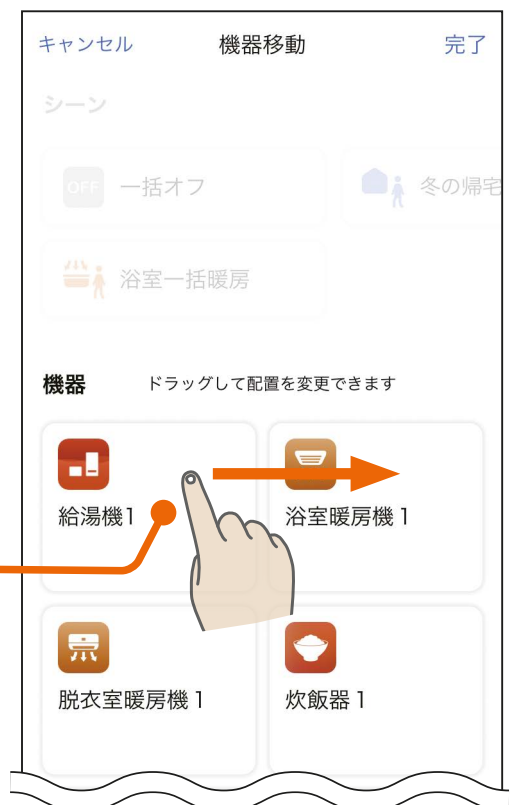 キャンセル 機器移動 完了
シーン
OFF 一括オフ 冬の帰宅
浴室一括暖房
機器 ドラッグして配置を変更できます
給湯機1 浴室暖房機1
脱衣室暖房機1 炊飯器1